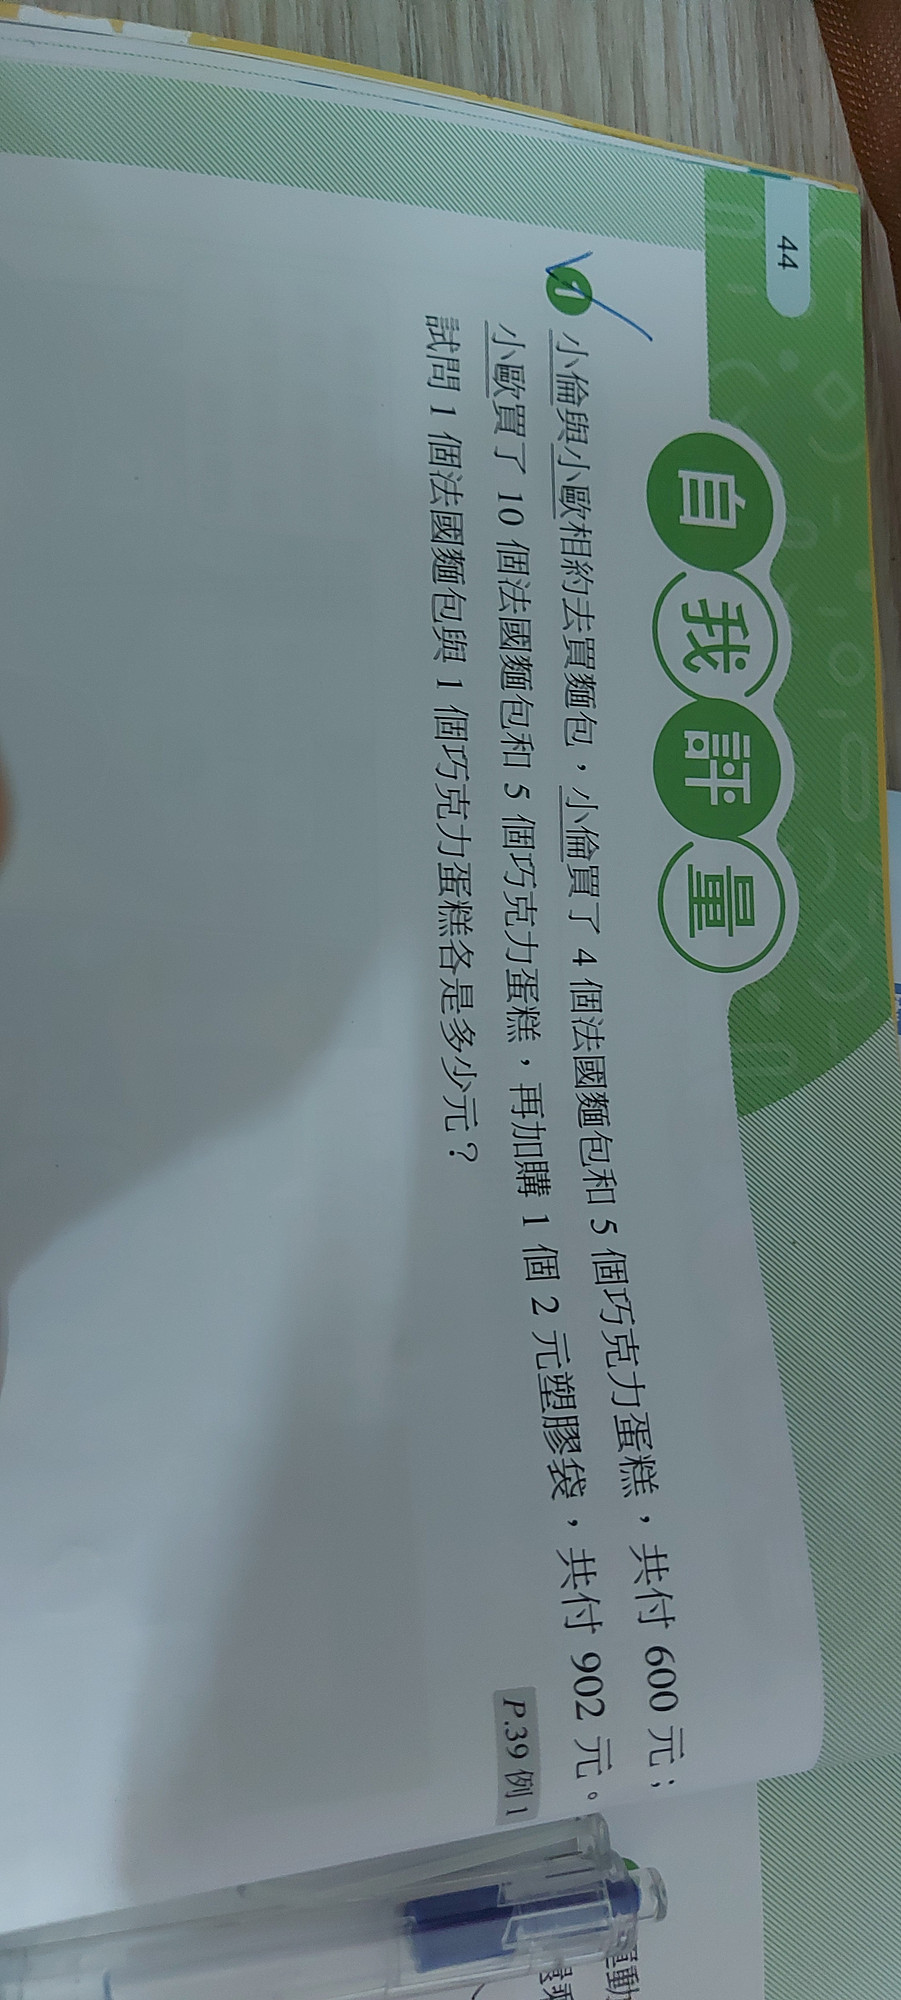 44
自我評量
1 小倫與小歐相約去買麵包，小倫買了 4 個法國麵包和 5 個巧克力蛋糕，共付 600 元；
小歐買了 10 個法國麵包和 5 個巧克力蛋糕，再加購 1 個 2 元塑膠袋，共付 902 元。
試問 1 個法國麵包與 1 個巧克力蛋糕各是多少元？
P.39 例1